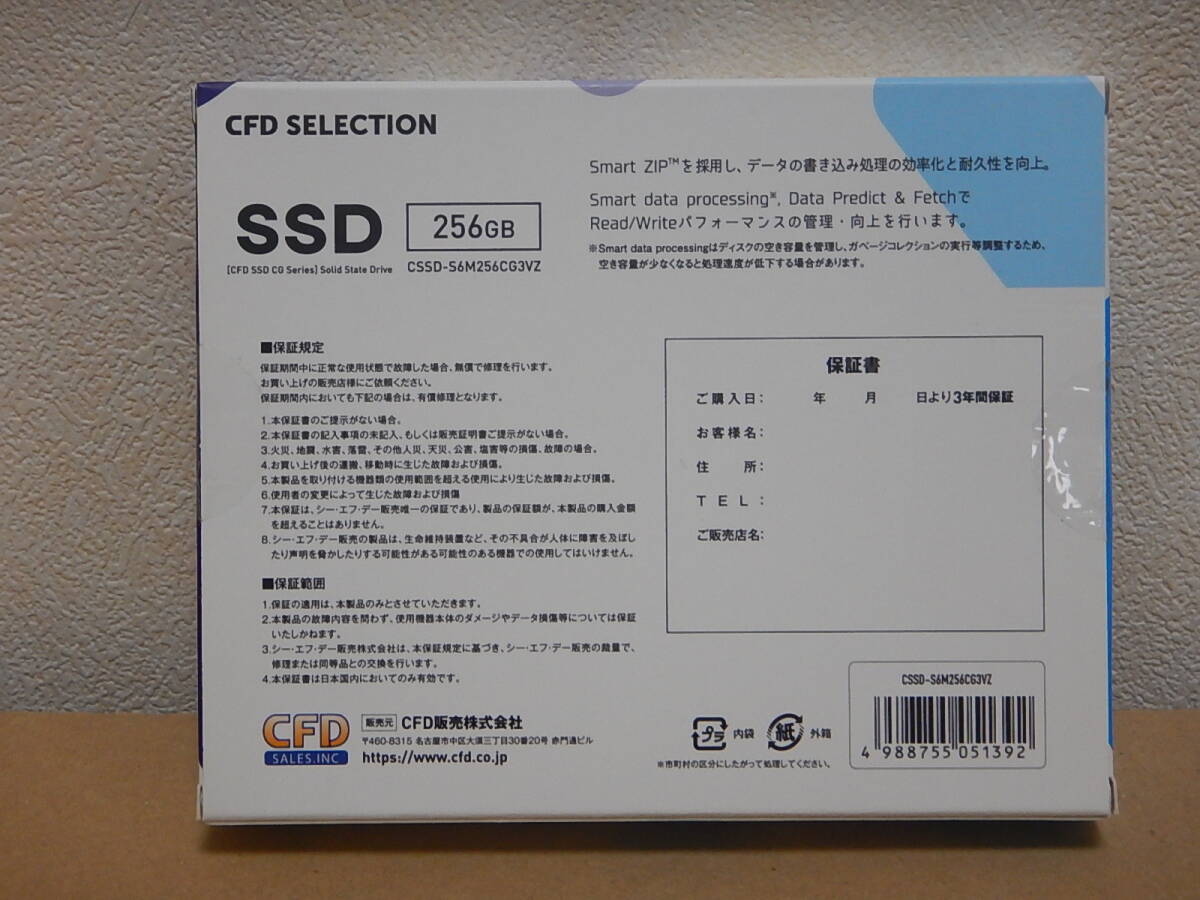 CFD SELECTION
SSD
256GB
[CFD SSD CG Series] Solid State Drive
CSSD-S6M256CG3VZ
Smart ZIP™を採用し、データの書き込み処理の効率化と耐久性を向上。
Smart data processing※, Data Predict & Fetchで
Read/Writeパフォーマンスの管理・向上を行います。
※Smart data processingはディスクの空き容量を管理し、ガベージコレクションの実行等調整するため、
空き容量が少なくなると処理速度が低下する場合があります。
■保証規定
保証期間中に正常な使用状態で故障した場合、無償で修理を行います。
お買い上げの販売店様にご依頼ください。
保証期間内においても下記の場合は、有償修理となります。
1.本保証書のご提示がない場合。
2.本保証書の記入事項の未記入、もしくは販売証明書ご提示がない場合。
3.火災、地震、水害、落雷、その他人災、天災、公害、塩害等の損傷、故障の場合。
4.お買い上げ後の運搬、移動時に生じた故障および損傷。
5.本製品を取り付ける機器類の使用範囲を超える使用により生じた故障および損傷。
6.使用者の変更によって生じた故障および損傷
7.本保証は、シー・エフ・デー販売唯一の保証であり、製品の保証額が、本製品の購入金額
を超えることはありません。
8.シー・エフ・デー販売の製品は、生命維持装置など、その不具合が人体に障害を及ぼし
たり声明を脅かしたりする可能性がある可能性のある機器での使用してはいけません。
■保証範囲
1.保証の適用は、本製品のみとさせていただきます。
2.本製品の故障内容を問わず、使用機器本体のダメージやデータ損傷等については保証
いたしかねます。
3.シー・エフ・デー販売株式会社は、本保証規定に基づき、シー・エフ・デー販売の裁量で、
修理または同等品との交換を行います。
4.本保証書は日本国内においてのみ有効です。
保証書
ご購入日: 年 月 日より3年間保証
お客様名:
住 所:
TEL:
ご販売店名:
CFD
SALES.INC
販売元 CFD販売株式会社
〒460-8315 名古屋市中区大須三丁目30番20号 赤門通ビル
https://www.cfd.co.jp
プラ 内袋 紙 外箱
※市町村の区分にしたがって処理してください。
CSSD-S6M256CG3VZ
4 988755 051392